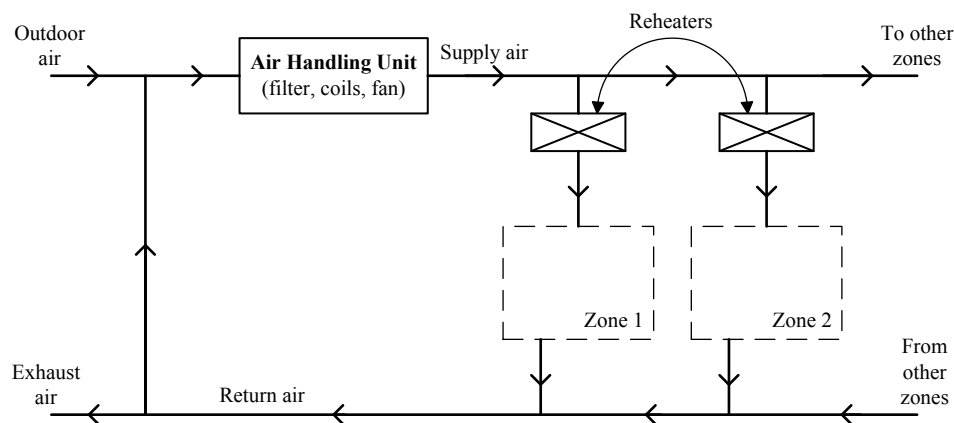 Reheaters
Outdoor
air
To other
zones
Air Handling Unit
(filter, coils, fan)
Supply air
Zone 1
Zone 2
From
other
zones
Exhaust
air
Return air